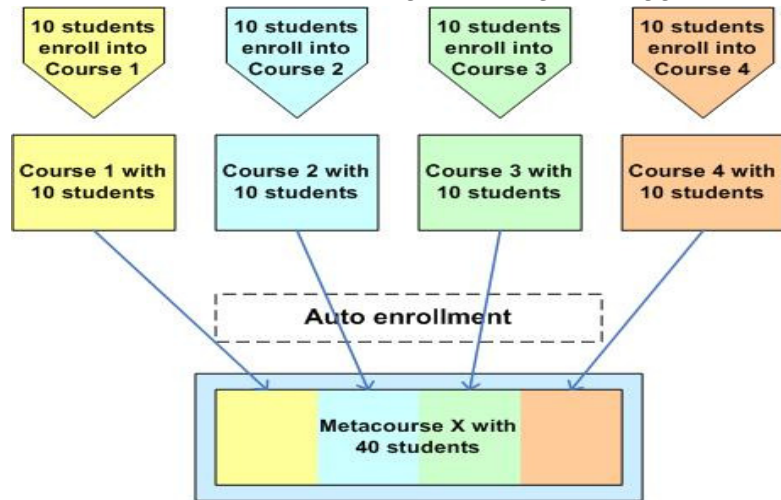 10 students
enroll into
Course 1
10 students
enroll into
Course 2
10 students
enroll into
Course 3
10 students
enroll into
Course 4
Course 1 with
10 students
Course 2 with
10 students
Course 3 with
10 students
Course 4 with
10 students
Auto enrollment
Metacourse X with
40 students